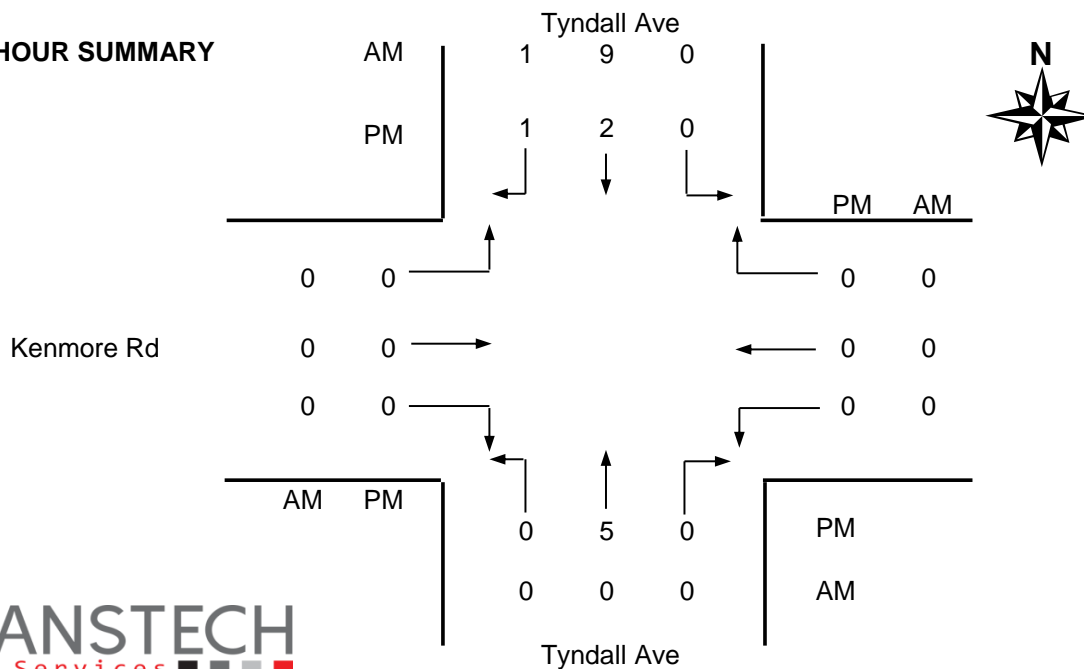 Tyndall Ave
HOUR SUMMARY AM 1 9 0 N
PM 1 2 0
PM AM
0 0 0 0
Kenmore Rd 0 0 0 0
0 0 0 0
AM PM
0 5 0 PM
0 0 0 AM
ANSTECH
Services
Tyndall Ave